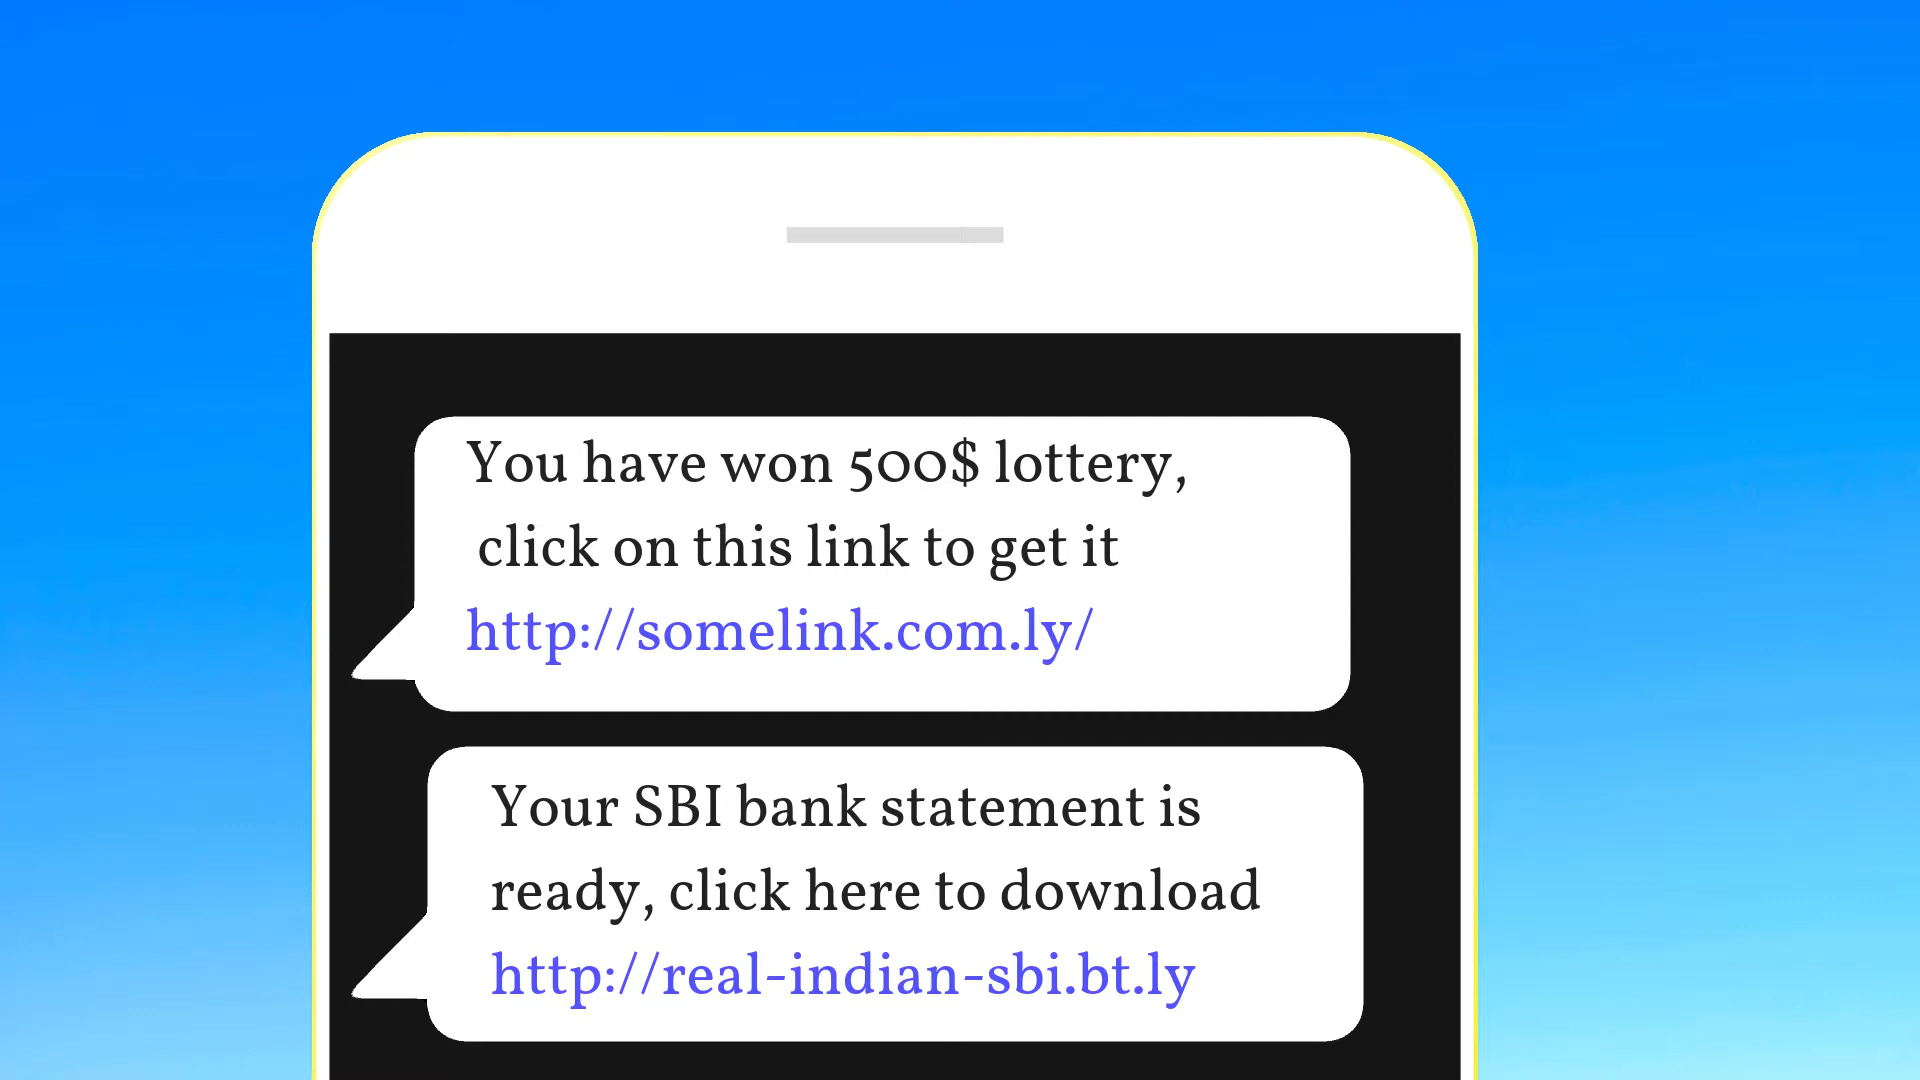 You have won 500$ lottery,
click on this link to get it
http://somelink.com.ly/
Your SBI bank statement is
ready, click here to download
http://real-indian-sbi.bt.ly